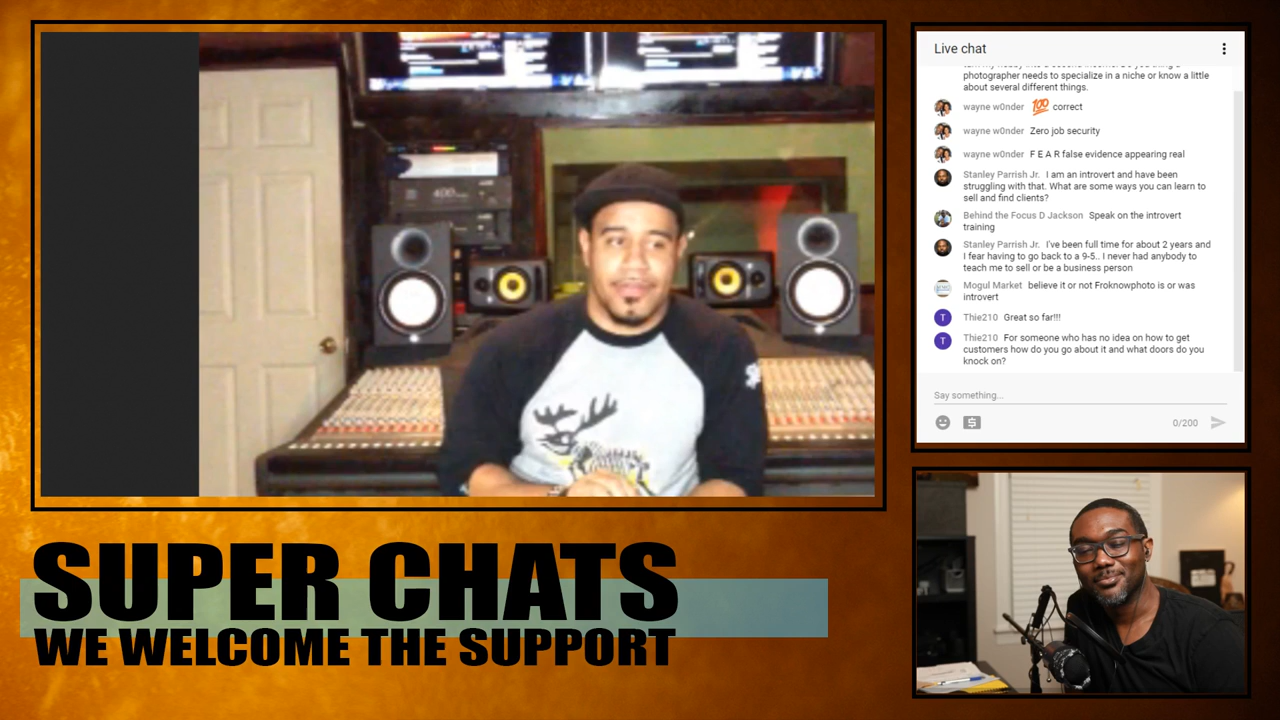 Live chat
photographer needs to specialize in a niche or know a little
about several different things.
wayne w0nder 💯 correct
wayne w0nder Zero job security
wayne w0nder F E A R false evidence appearing real
Stanley Parrish Jr. I am an introvert and have been
struggling with that. What are some ways you can learn to
sell and find clients?
Behind the Focus D Jackson Speak on the introvert
training
Stanley Parrish Jr. I've been full time for about 2 years and
I fear having to go back to a 9-5.. I never had anybody to
teach me to sell or be a business person
Mogul Market believe it or not Froknowphoto is or was
introvert
T Thie210 Great so far!!!
T Thie210 For someone who has no idea on how to get
customers how do you go about it and what doors do you
knock on?
Say something...
0/200
400
SUPER CHATS
WE WELCOME THE SUPPORT